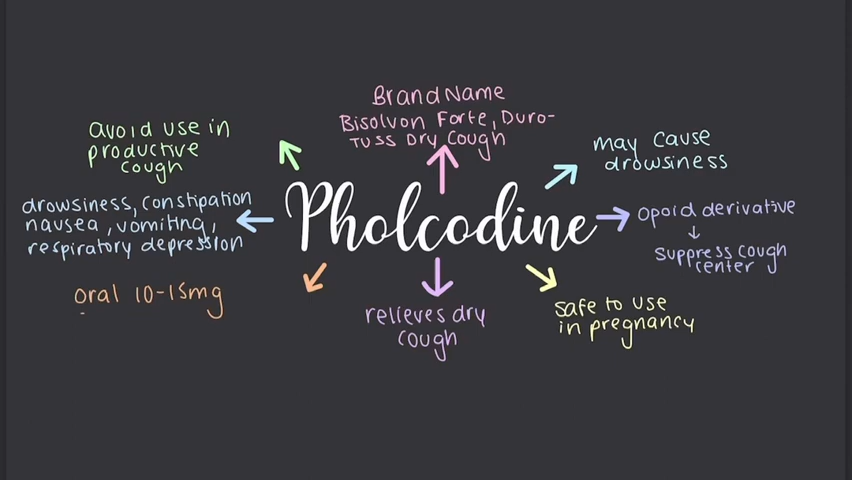 Brand Name
Bisolvon Forte, Duro-
Tuss Dry Cough
avoid use in
productive
cough
may cause
drowsiness
drowsiness, constipation
nausea, vomiting,
respiratory depression
Pholcodine
opoid derivative
↓
suppress cough
center
oral 10-15mg
relieves dry
cough
safe to use
in pregnancy